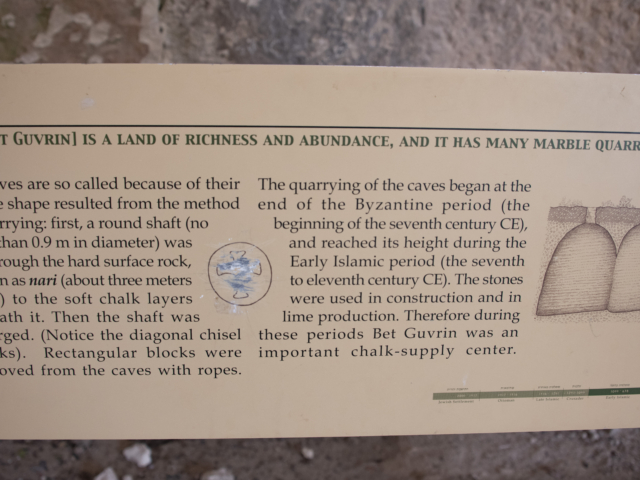 T GUVRIN] IS A LAND OF RICHNESS AND ABUNDANCE, AND IT HAS MANY MARBLE QUARR
ves are so called because of their
e shape resulted from the method
rrying: first, a round shaft (no
than 0.9 m in diameter) was
rough the hard surface rock,
n as nari (about three meters
) to the soft chalk layers
ath it. Then the shaft was
rged. (Notice the diagonal chisel
ks). Rectangular blocks were
oved from the caves with ropes.
The quarrying of the caves began at the
end of the Byzantine period (the
beginning of the seventh century CE),
and reached its height during the
Early Islamic period (the seventh
to eleventh century CE). The stones
were used in construction and in
lime production. Therefore during
these periods Bet Guvrin was an
important chalk-supply center.